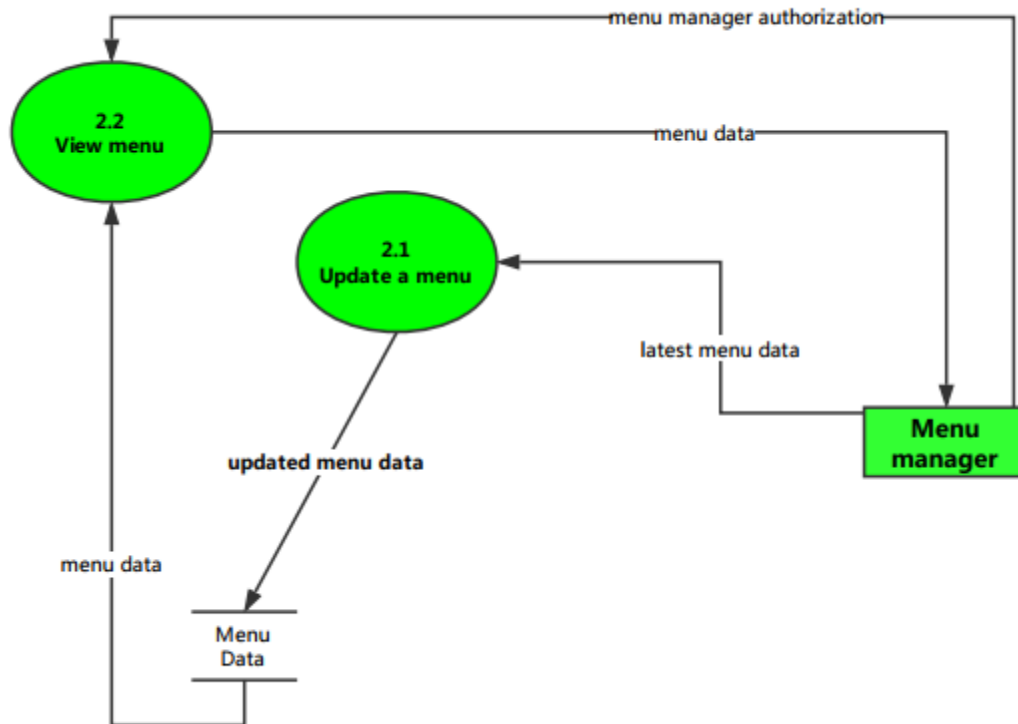 menu manager authorization
2.2
View menu
menu data
2.1
Update a menu
latest menu data
Menu
manager
updated menu data
menu data
Menu
Data